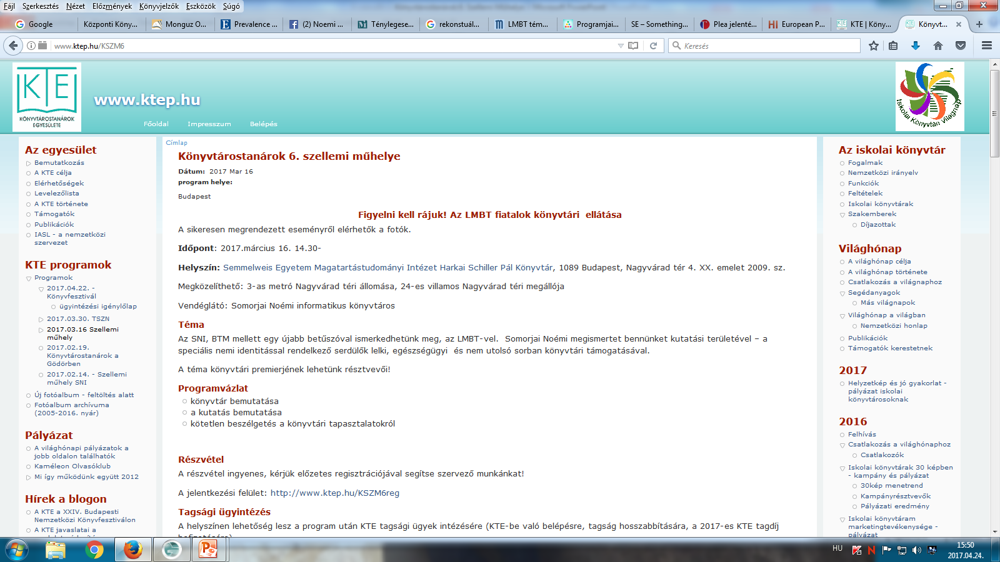 Fájl Szerkesztés Nézet Előzmények Könyvjelzők Eszközök Súgó
Google
Központi Köny...
Monguz O...
Prevalence ...
(2) Noemi ...
Ténylegese...
rekonstuál...
LMBT tém...
Programjai...
SE – Something...
Plea jelenté...
European P...
KTE | Köny...
Könyvt...
www.ktep.hu/KSZM6
Keresés
KTE
KÖNYVTÁROSTANÁROK
EGYESÜLETE
www.ktep.hu
Főoldal Impresszum Belépés
Iskolai Könyvtári Világnap
Az egyesület
Bemutatkozás
A KTE célja
Elérhetőségek
Levelezőlista
A KTE története
Támogatók
Publikációk
IASL - a nemzetközi
szervezet
KTE programok
Programok
2017.04.22. -
Könyvfesztivál
ügyintézési igénylőlap
2017.03.30. TSZN
2017.03.16 Szellemi
műhely
2017.02.19.
Könyvtárostanárok a
Gödörben
2017.02.14. - Szellemi
műhely SNI
Új fotóalbum - feltöltés alatt
Fotóalbum archívuma
(2005-2016. nyár)
Pályázat
A világhónapi pályázatok a
jobb oldalon találhatók
Kaméleon Olvasóklub
Mi így működünk együtt 2012
Hírek a blogon
A KTE a XXIV. Budapesti
Nemzetközi Könyvfesztiválon
A KTE javaslatai a
Címlap
Könyvtárostanárok 6. szellemi műhelye
Dátum: 2017 Mar 16
program helye:
Budapest
Figyelni kell rájuk! Az LMBT fiatalok könyvtári ellátása
A sikeresen megrendezett eseményről elérhetők a fotók.
Időpont: 2017.március 16. 14.30-
Helyszín: Semmelweis Egyetem Magatartástudományi Intézet Harkai Schiller Pál Könyvtár, 1089 Budapest, Nagyvárad tér 4. XX. emelet 2009. sz.
Megközelíthető: 3-as metró Nagyvárad téri állomása, 24-es villamos Nagyvárad téri megállója
Vendéglátó: Somorjai Noémi informatikus könyvtáros
Téma
Az SNI, BTM mellett egy újabb betűszóval ismerkedhetünk meg, az LMBT-vel. Somorjai Noémi megismertet bennünket kutatási területével – a
speciális nemi identitással rendelkező serdülők lelki, egészségügyi és nem utolsó sorban könyvtári támogatásával.
A téma könyvtári premierjének lehetünk résztvevői!
Programvázlat
könyvtár bemutatása
a kutatás bemutatása
kötetlen beszélgetés a könyvtári tapasztalatokról
Részvétel
A részvétel ingyenes, kérjük előzetes regisztrációjával segítse szervező munkánkat!
A jelentkezési felület: http://www.ktep.hu/KSZM6reg
Tagsági ügyintézés
A helyszínen lehetőség lesz a program után KTE tagsági ügyek intézésére (KTE-be való belépésre, tagság hosszabbítására, a 2017-es KTE tagdíj
Az iskolai könyvtár
Fogalmak
Nemzetközi irányelv
Funkciók
Feltételek
Iskolai könyvtárak
Szakemberek
Díjazottak
Világhónap
A világhónap célja
A világhónap története
Csatlakozás a világnaphoz
Segédanyagok
Más világnapok
Világhónap a világban
Nemzetközi honlap
Publikációk
Támogatók kerestetnek
2017
Helyzetkép és jó gyakorlat -
pályázat iskolai
könyvtárosoknak
2016
Felhívás
Csatlakozás a világhónaphoz
Csatlakozók
Iskolai könyvtárak 30 képben
- kampány és pályázat
30kép menetrend
Kampányrésztvevők
Pályázati eredmény
Iskolai könyvtáram
marketingtevékenysége -
pályázat
HU
15:50
2017.04.24.